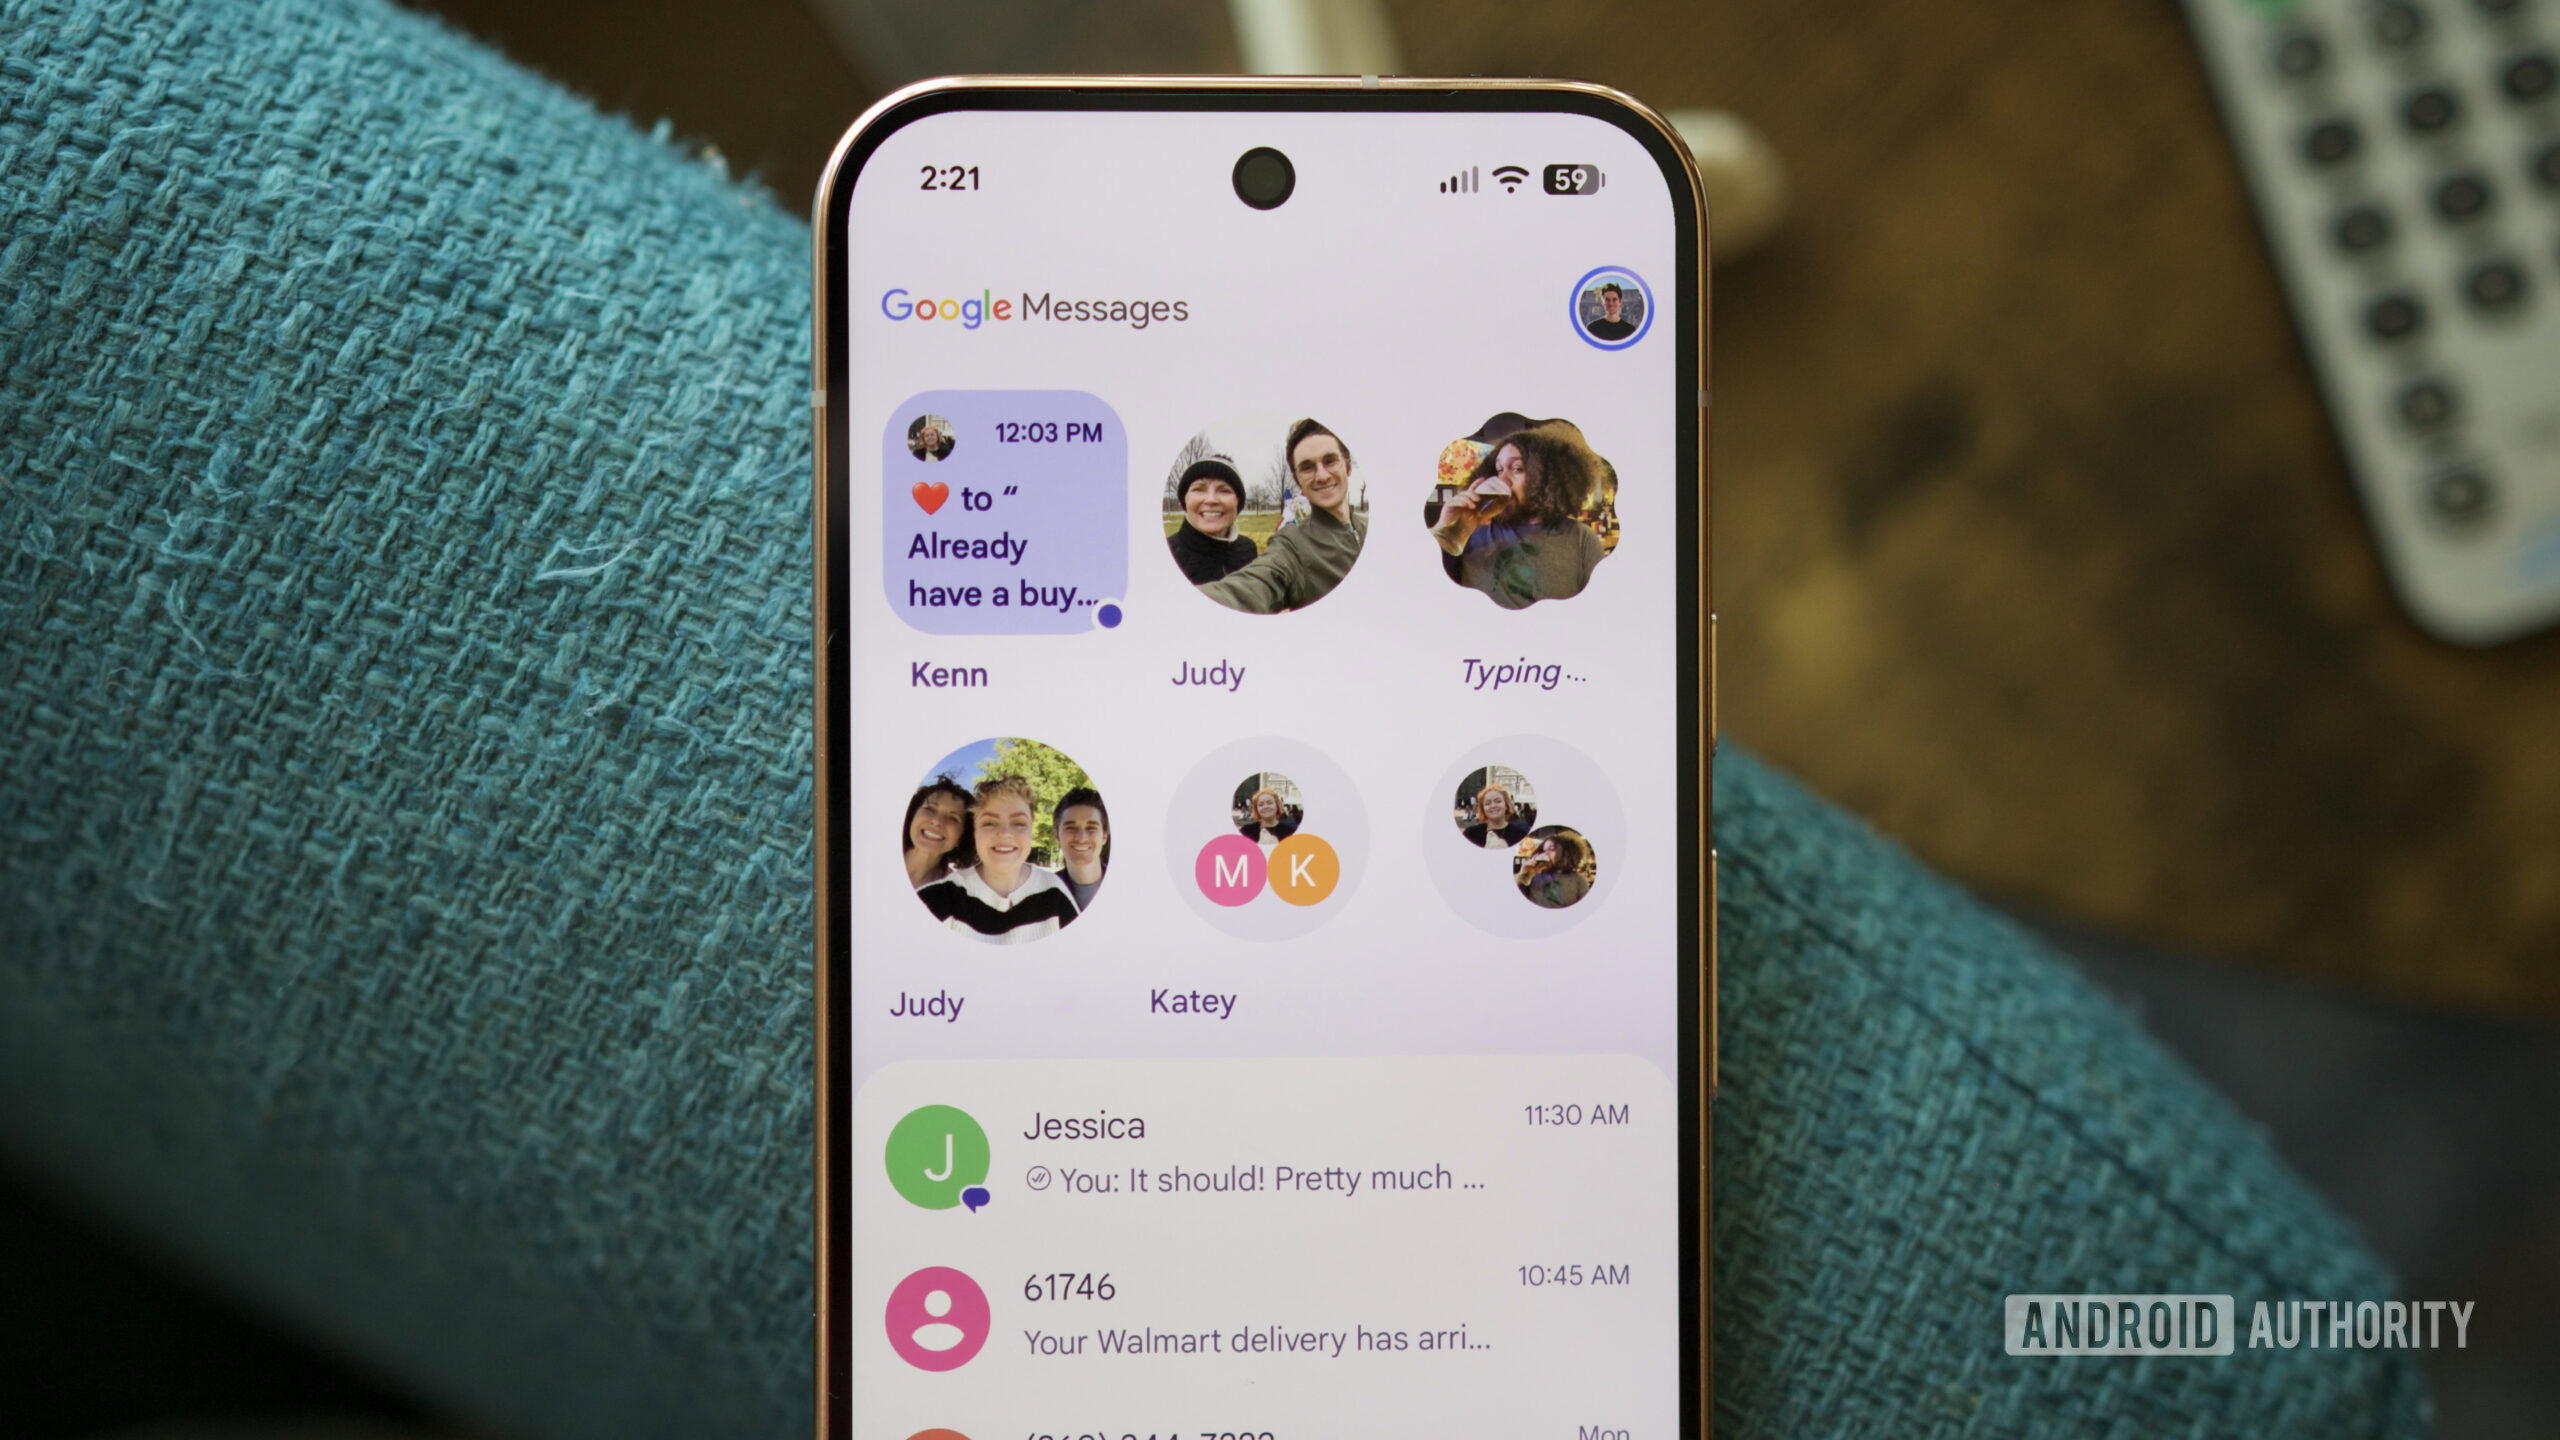 2:21
59
Google Messages
12:03 PM
❤️ to “
Already
have a buy...
Kenn
Judy
Typing...
M K
Judy
Katey
J
Jessica
11:30 AM
You: It should! Pretty much ...
61746
10:45 AM
Your Walmart delivery has arri...
Mon
ANDROID AUTHORITY